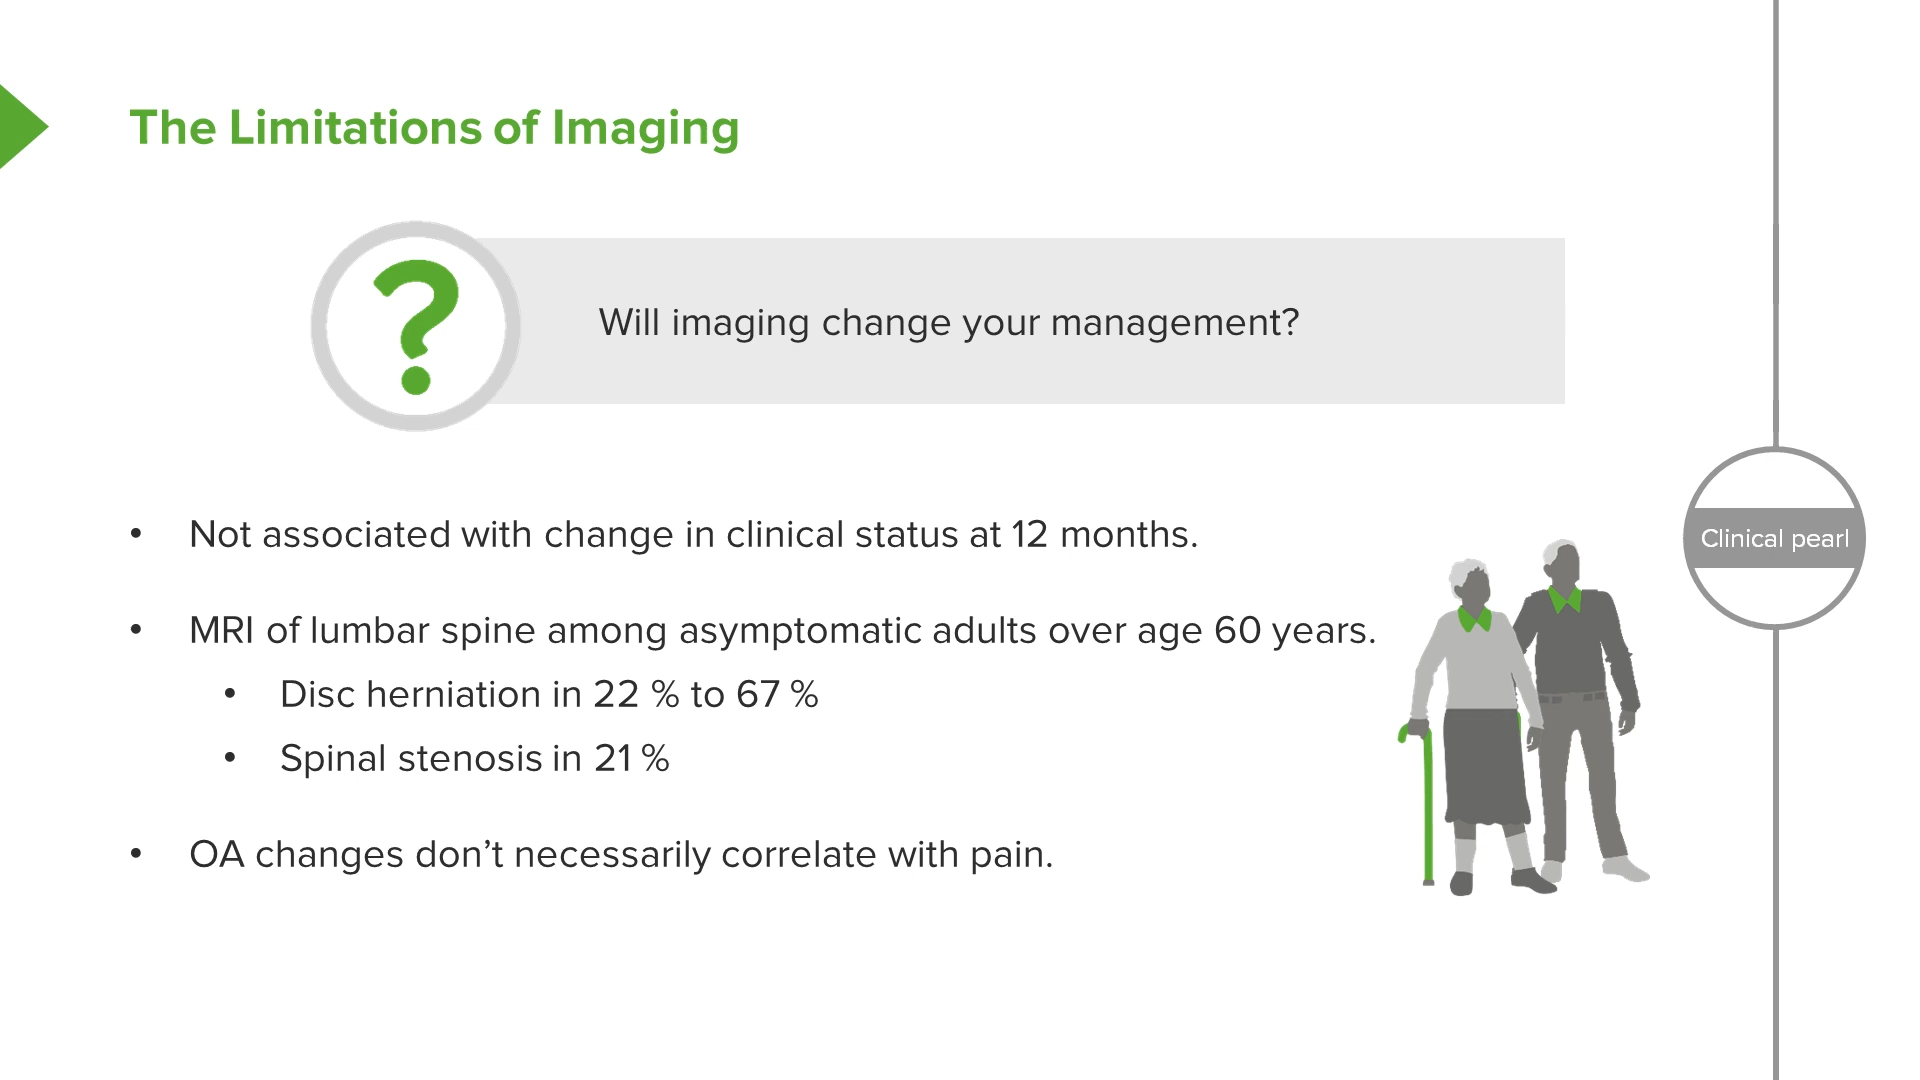 The Limitations of Imaging
?
Will imaging change your management?
• Not associated with change in clinical status at 12 months.
• MRI of lumbar spine among asymptomatic adults over age 60 years.
• Disc herniation in 22 % to 67 %
• Spinal stenosis in 21 %
• OA changes don’t necessarily correlate with pain.
Clinical pearl